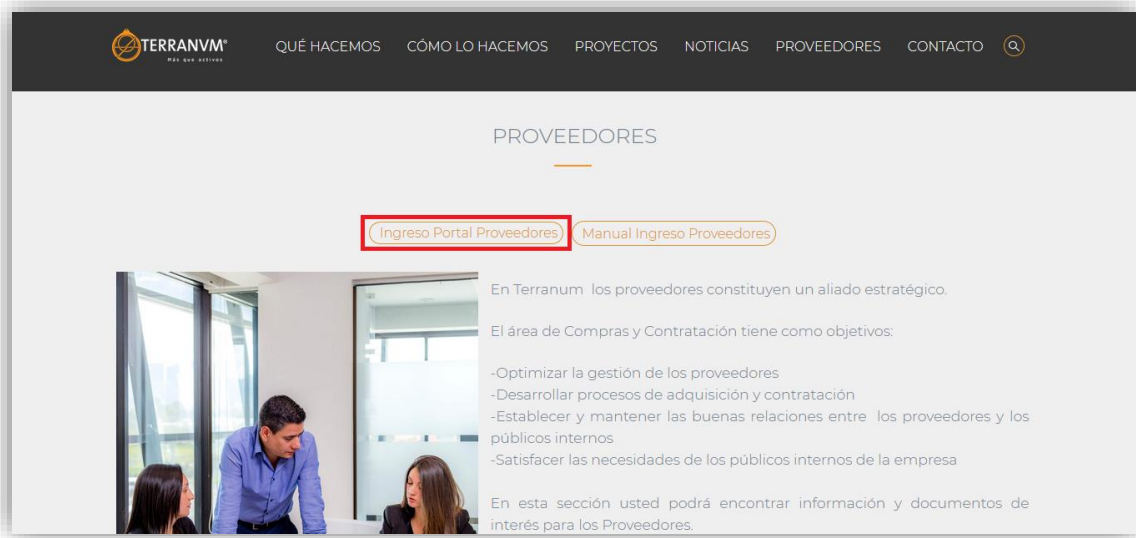 TERRANVM®
Más que activos
QUÉ HACEMOS CÓMO LO HACEMOS PROYECTOS NOTICIAS PROVEEDORES CONTACTO
PROVEEDORES
Ingreso Portal Proveedores Manual Ingreso Proveedores
En Terranum los proveedores constituyen un aliado estratégico.
El área de Compras y Contratación tiene como objetivos:
-Optimizar la gestión de los proveedores
-Desarrollar procesos de adquisición y contratación
-Establecer y mantener las buenas relaciones entre los proveedores y los
públicos internos
-Satisfacer las necesidades de los públicos internos de la empresa
En esta sección usted podrá encontrar información y documentos de
interés para los Proveedores.